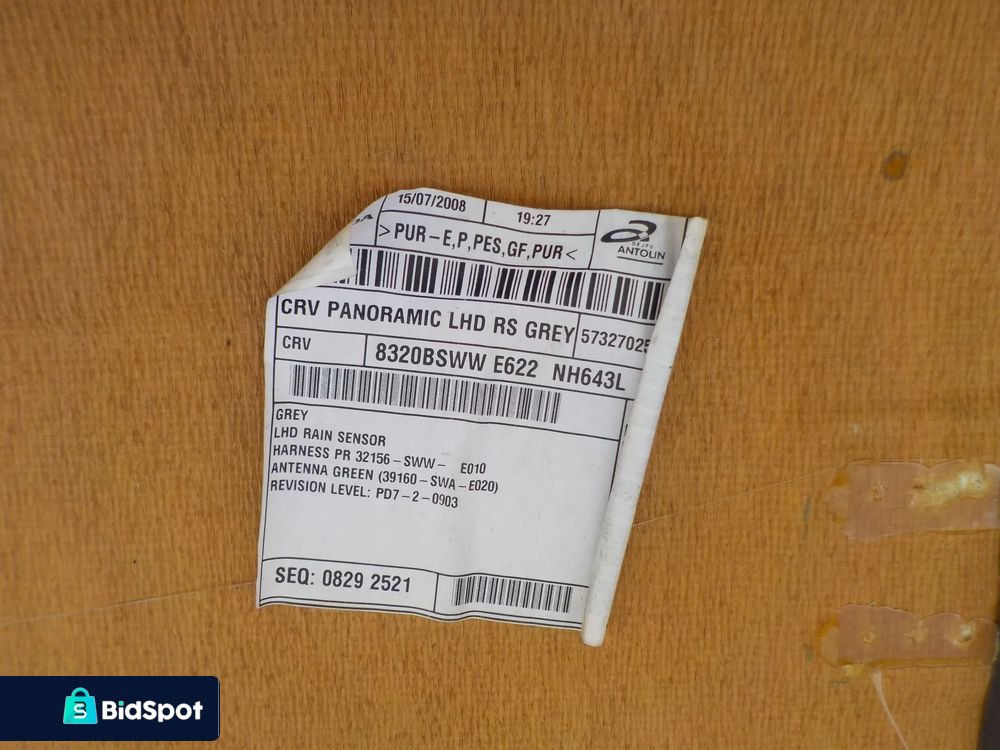 15/07/2008 19:27
>PUR-E,P,PES,GF,PUR<
GRUPO
ANTOLIN
CRV PANORAMIC LHD RS GREY 5732702
CRV 8320BSWW E622 NH643L
GREY
LHD RAIN SENSOR
HARNESS PR 32156-SWW- E010
ANTENNA GREEN (39160-SWA-E020)
REVISION LEVEL: PD7-2-0903
SEQ: 0829 2521
BidSpot